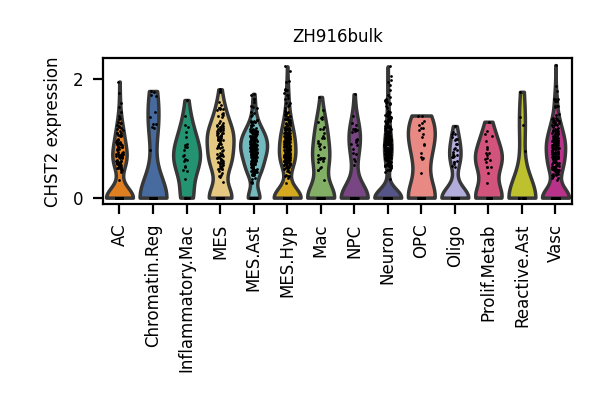 ZH916bulk
CHST2 expression
2
0
AC
Chromatin.Reg
Inflammatory.Mac
MES
MES.Ast
MES.Hyp
Mac
NPC
Neuron
OPC
Oligo
Prolif.Metab
Reactive.Ast
Vasc